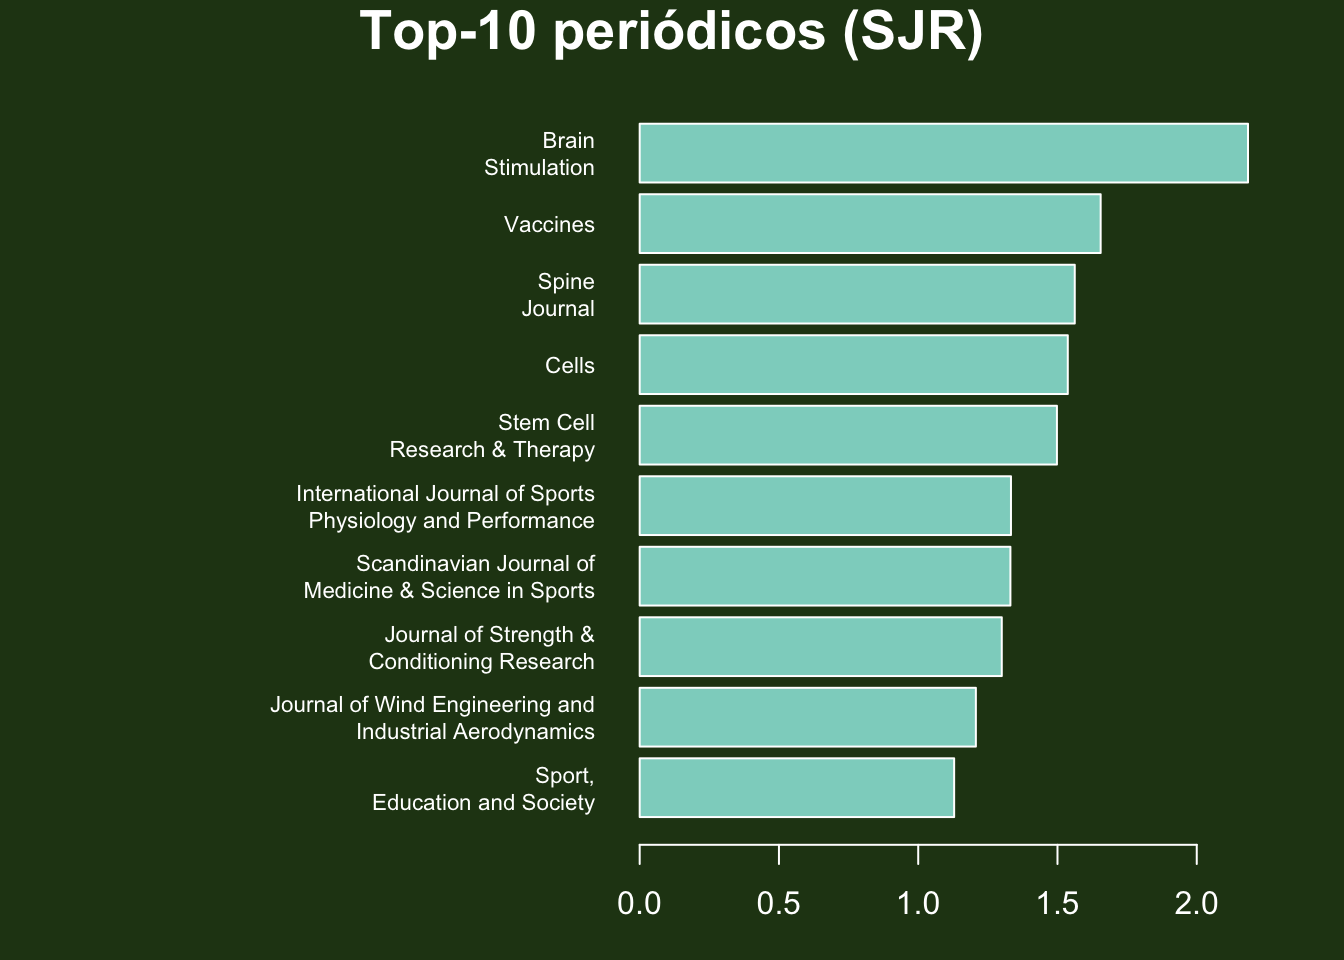 Top-10 periódicos (SJR)
Brain
Stimulation
Vaccines
Spine
Journal
Cells
Stem Cell
Research & Therapy
International Journal of Sports
Physiology and Performance
Scandinavian Journal of
Medicine & Science in Sports
Journal of Strength &
Conditioning Research
Journal of Wind Engineering and
Industrial Aerodynamics
Sport,
Education and Society
0.0 0.5 1.0 1.5 2.0